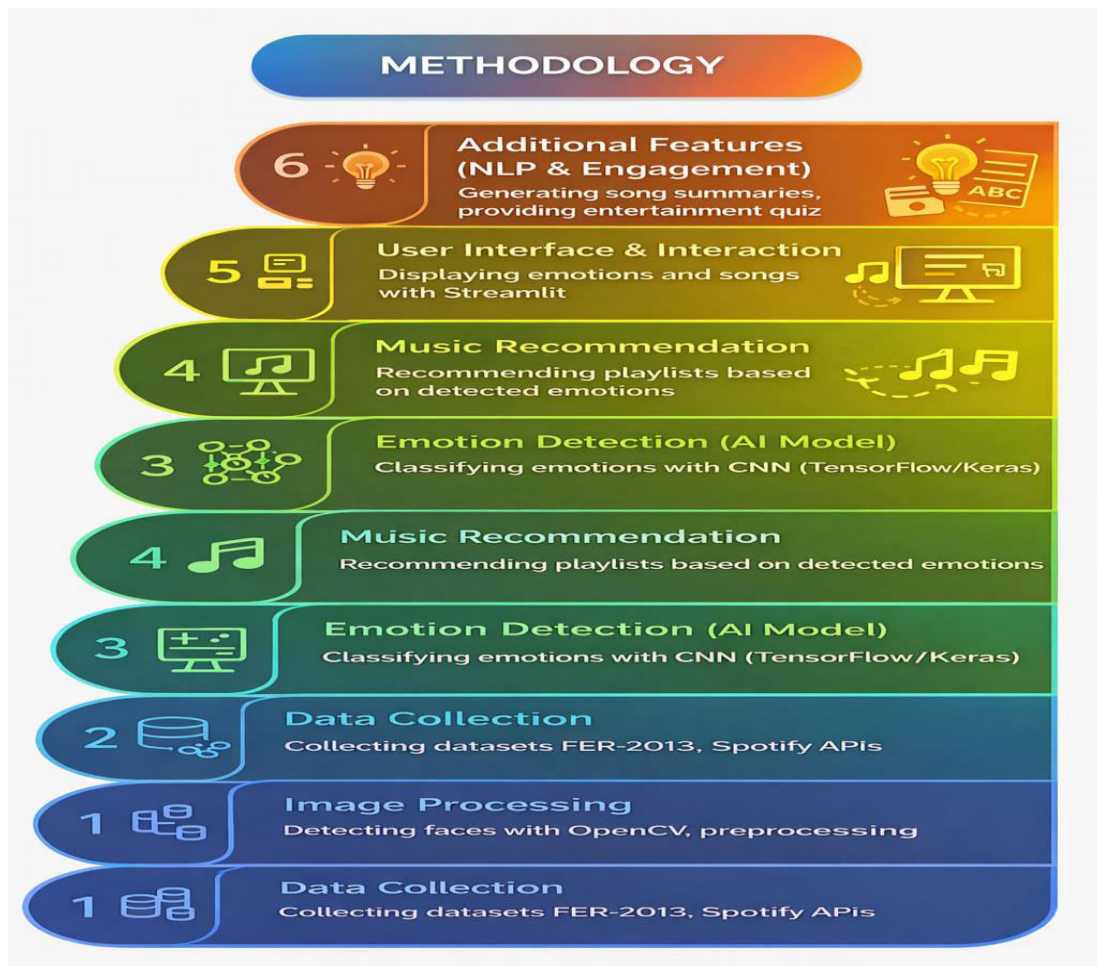 METHODOLOGY
6
Additional Features
(NLP & Engagement)
Generating song summaries,
providing entertainment quiz
ABC
5
User Interface & Interaction
Displaying emotions and songs
with Streamlit
4
Music Recommendation
Recommending playlists based
on detected emotions
3
Emotion Detection (AI Model)
Classifying emotions with CNN (TensorFlow/Keras)
4
Music Recommendation
Recommending playlists based on detected emotions
3
Emotion Detection (AI Model)
Classifying emotions with CNN (TensorFlow/Keras)
2
Data Collection
Collecting datasets FER-2013, Spotify APis
1
Image Processing
Detecting faces with OpenCV, preprocessing
1
Data Collection
Collecting datasets FER-2013, Spotify APis